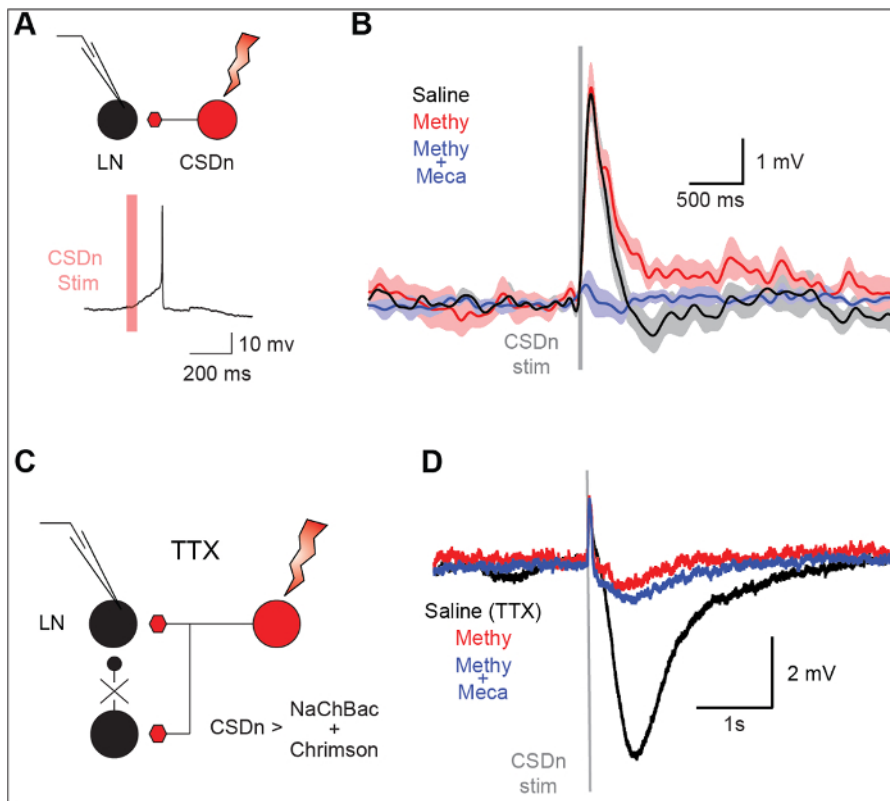 A
LN
CSDn
CSDn
Stim
10 mv
200 ms
B
Saline
Methy
Methy
+
Meca
1 mV
500 ms
CSDn
stim
C
TTX
LN
CSDn >
NaChBac
+
Chrimson
D
Saline (TTX)
Methy
Methy
+
Meca
2 mV
1s
CSDn
stim